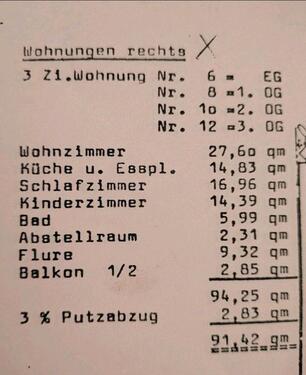 Wohnungen rechts X
3 Zi.Wohnung Nr. 6 = EG
Nr. 8 =1. OG
Nr. 10 =2. OG
Nr. 12 =3. OG
Wohnzimmer 27,60 qm
Küche u. Esspl. 14,83 qm
Schlafzimmer 16,96 qm
Kinderzimmer 14,39 qm
Bad 5,99 qm
Abstellraum 2,31 qm
Flure 9,32 qm
Balkon 1/2 2,85 qm
94,25 qm
3 % Putzabzug 2,83 qm
91,42 qm